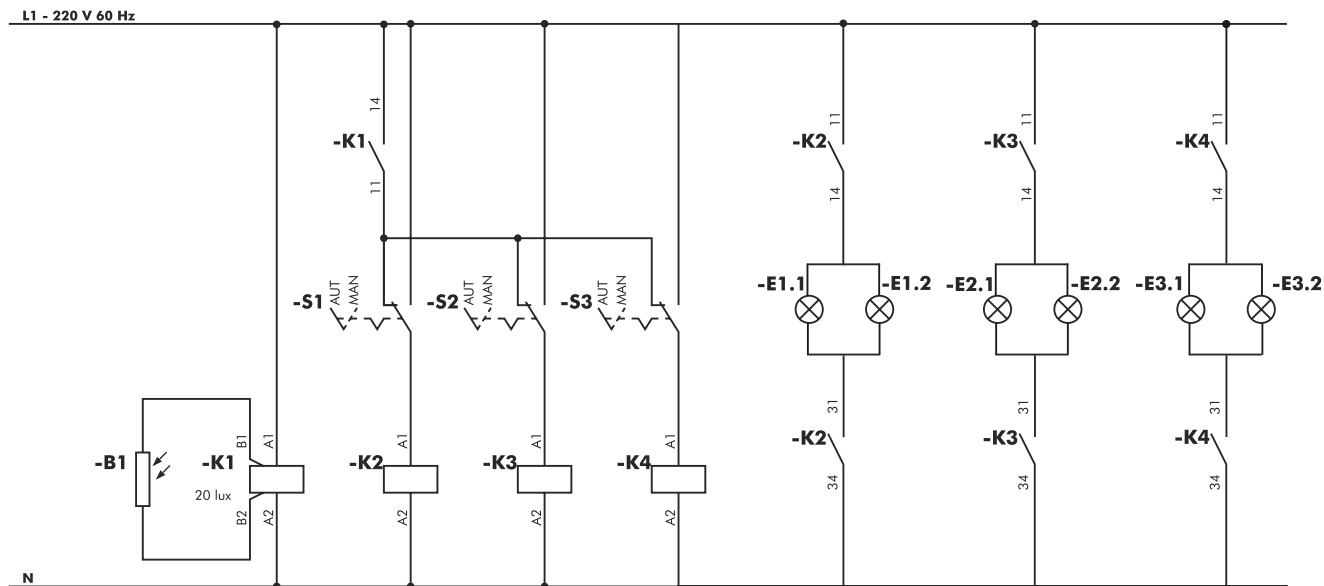 L1 - 220 V 60 Hz
14
11
11
11
-K1
-K2
-K3
-K4
11
14
14
14
AUT
MAN
AUT
MAN
AUT
MAN
-S1
-S2
-S3
-E1.1
-E1.2
-E2.1
-E2.2
-E3.1
-E3.2
31
31
31
B1
A1
A1
A1
A1
-K2
-K3
-K4
-B1
-K1
-K2
-K3
-K4
20 lux
34
34
34
B2
A2
A2
A2
A2
N